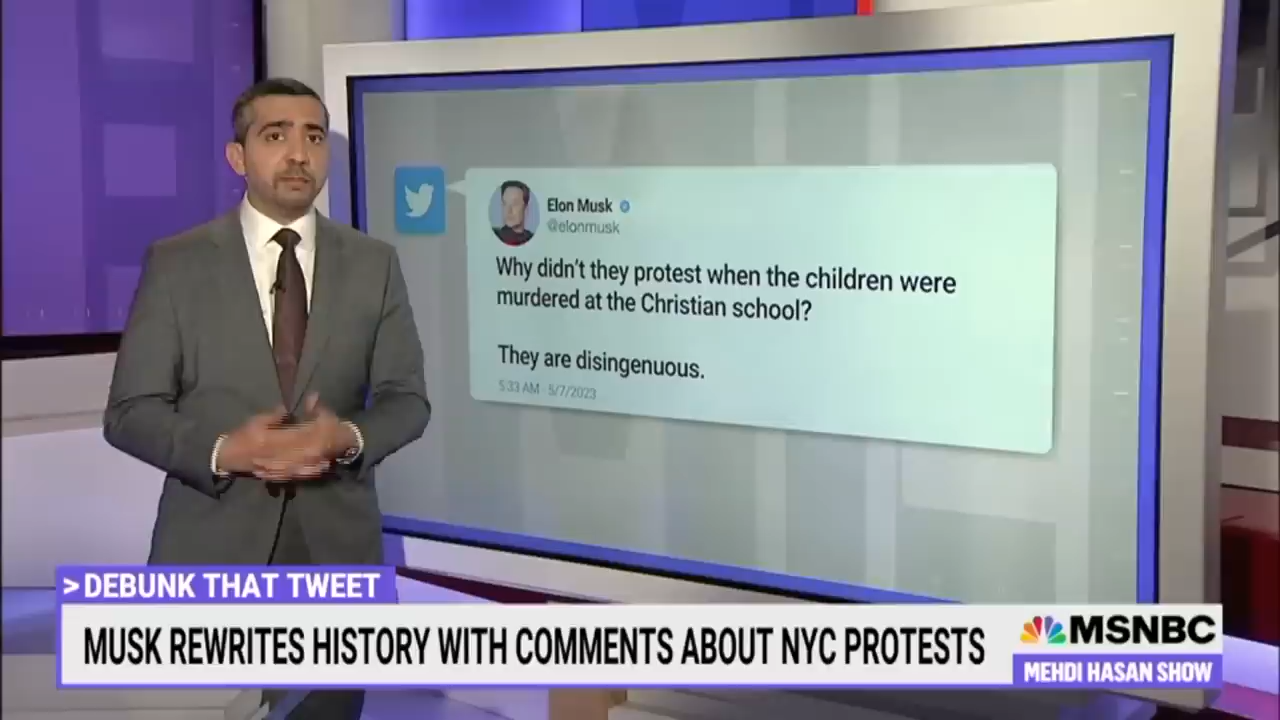 Elon Musk
@elonmusk
Why didn't they protest when the children were
murdered at the Christian school?
They are disingenuous.
5:33 AM 5/7/2023
>DEBUNK THAT TWEET
MUSK REWRITES HISTORY WITH COMMENTS ABOUT NYC PROTESTS
MSNBC
MEHDI HASAN SHOW